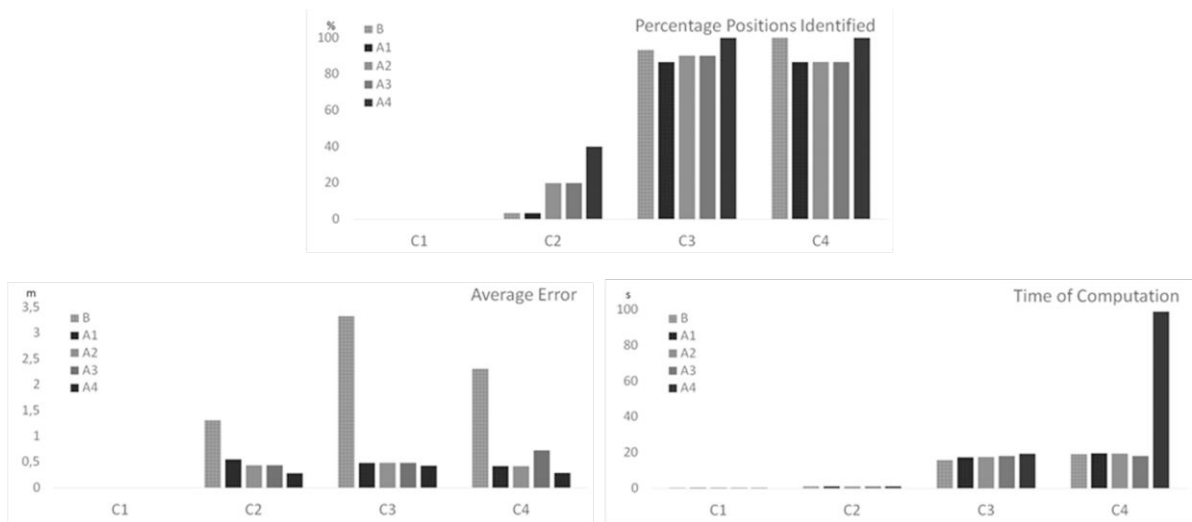 Percentage Positions Identified
%
100
80
60
40
20
0
B
A1
A2
A3
A4
C1 C2 C3 C4
Average Error
m
3,5
3
2,5
2
1,5
1
0,5
0
B
A1
A2
A3
A4
C1 C2 C3 C4
Time of Computation
s
100
80
60
40
20
0
B
A1
A2
A3
A4
C1 C2 C3 C4